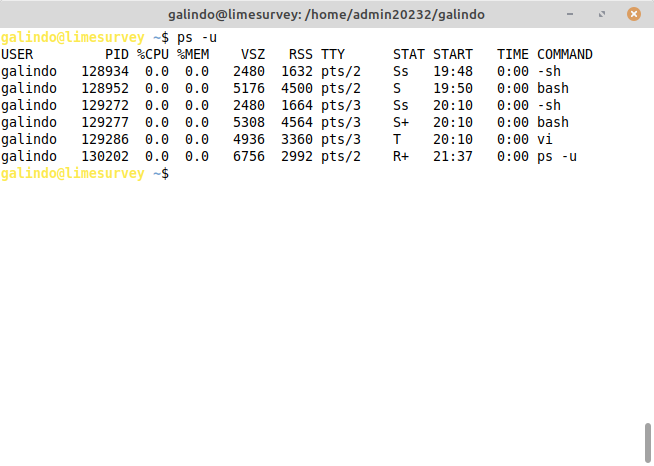 galindo@limesurvey: /home/admin20232/galindo
galindo@limesurvey ~$ ps -u
USER         PID %CPU %MEM    VSZ   RSS TTY      STAT START   TIME COMMAND
galindo   128934  0.0  0.0   2480  1632 pts/2    Ss   19:48   0:00 -sh
galindo   128952  0.0  0.0   5176  4500 pts/2    S    19:50   0:00 bash
galindo   129272  0.0  0.0   2480  1664 pts/3    Ss   20:10   0:00 -sh
galindo   129277  0.0  0.0   5308  4564 pts/3    S+   20:10   0:00 bash
galindo   129286  0.0  0.0   4936  3360 pts/3    T    20:10   0:00 vi
galindo   130202  0.0  0.0   6756  2992 pts/2    R+   21:37   0:00 ps -u
galindo@limesurvey ~$